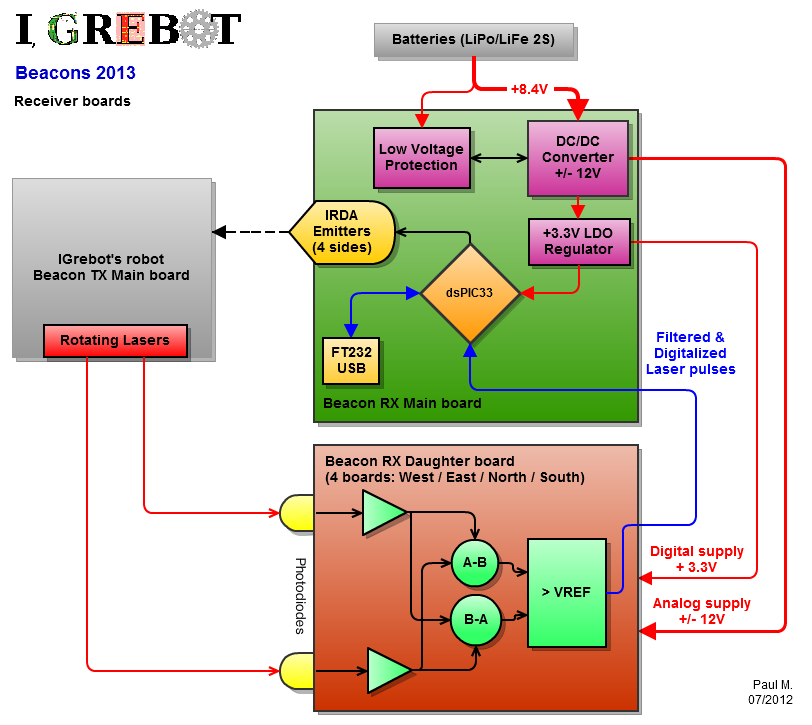 I, GREBOT
Beacons 2013
Receiver boards
Batteries (LiPo/LiFe 2S)
+8.4V
Low Voltage
Protection
DC/DC
Converter
+/- 12V
IRDA
Emitters
(4 sides)
+3.3V LDO
Regulator
IGrebot's robot
Beacon TX Main board
dsPIC33
Rotating Lasers
FT232
USB
Filtered &
Digitalized
Laser pulses
Beacon RX Main board
Beacon RX Daughter board
(4 boards: West / East / North / South)
Photodiodes
A-B
B-A
> VREF
Digital supply
+ 3.3V
Analog supply
+/- 12V
Paul M.
07/2012